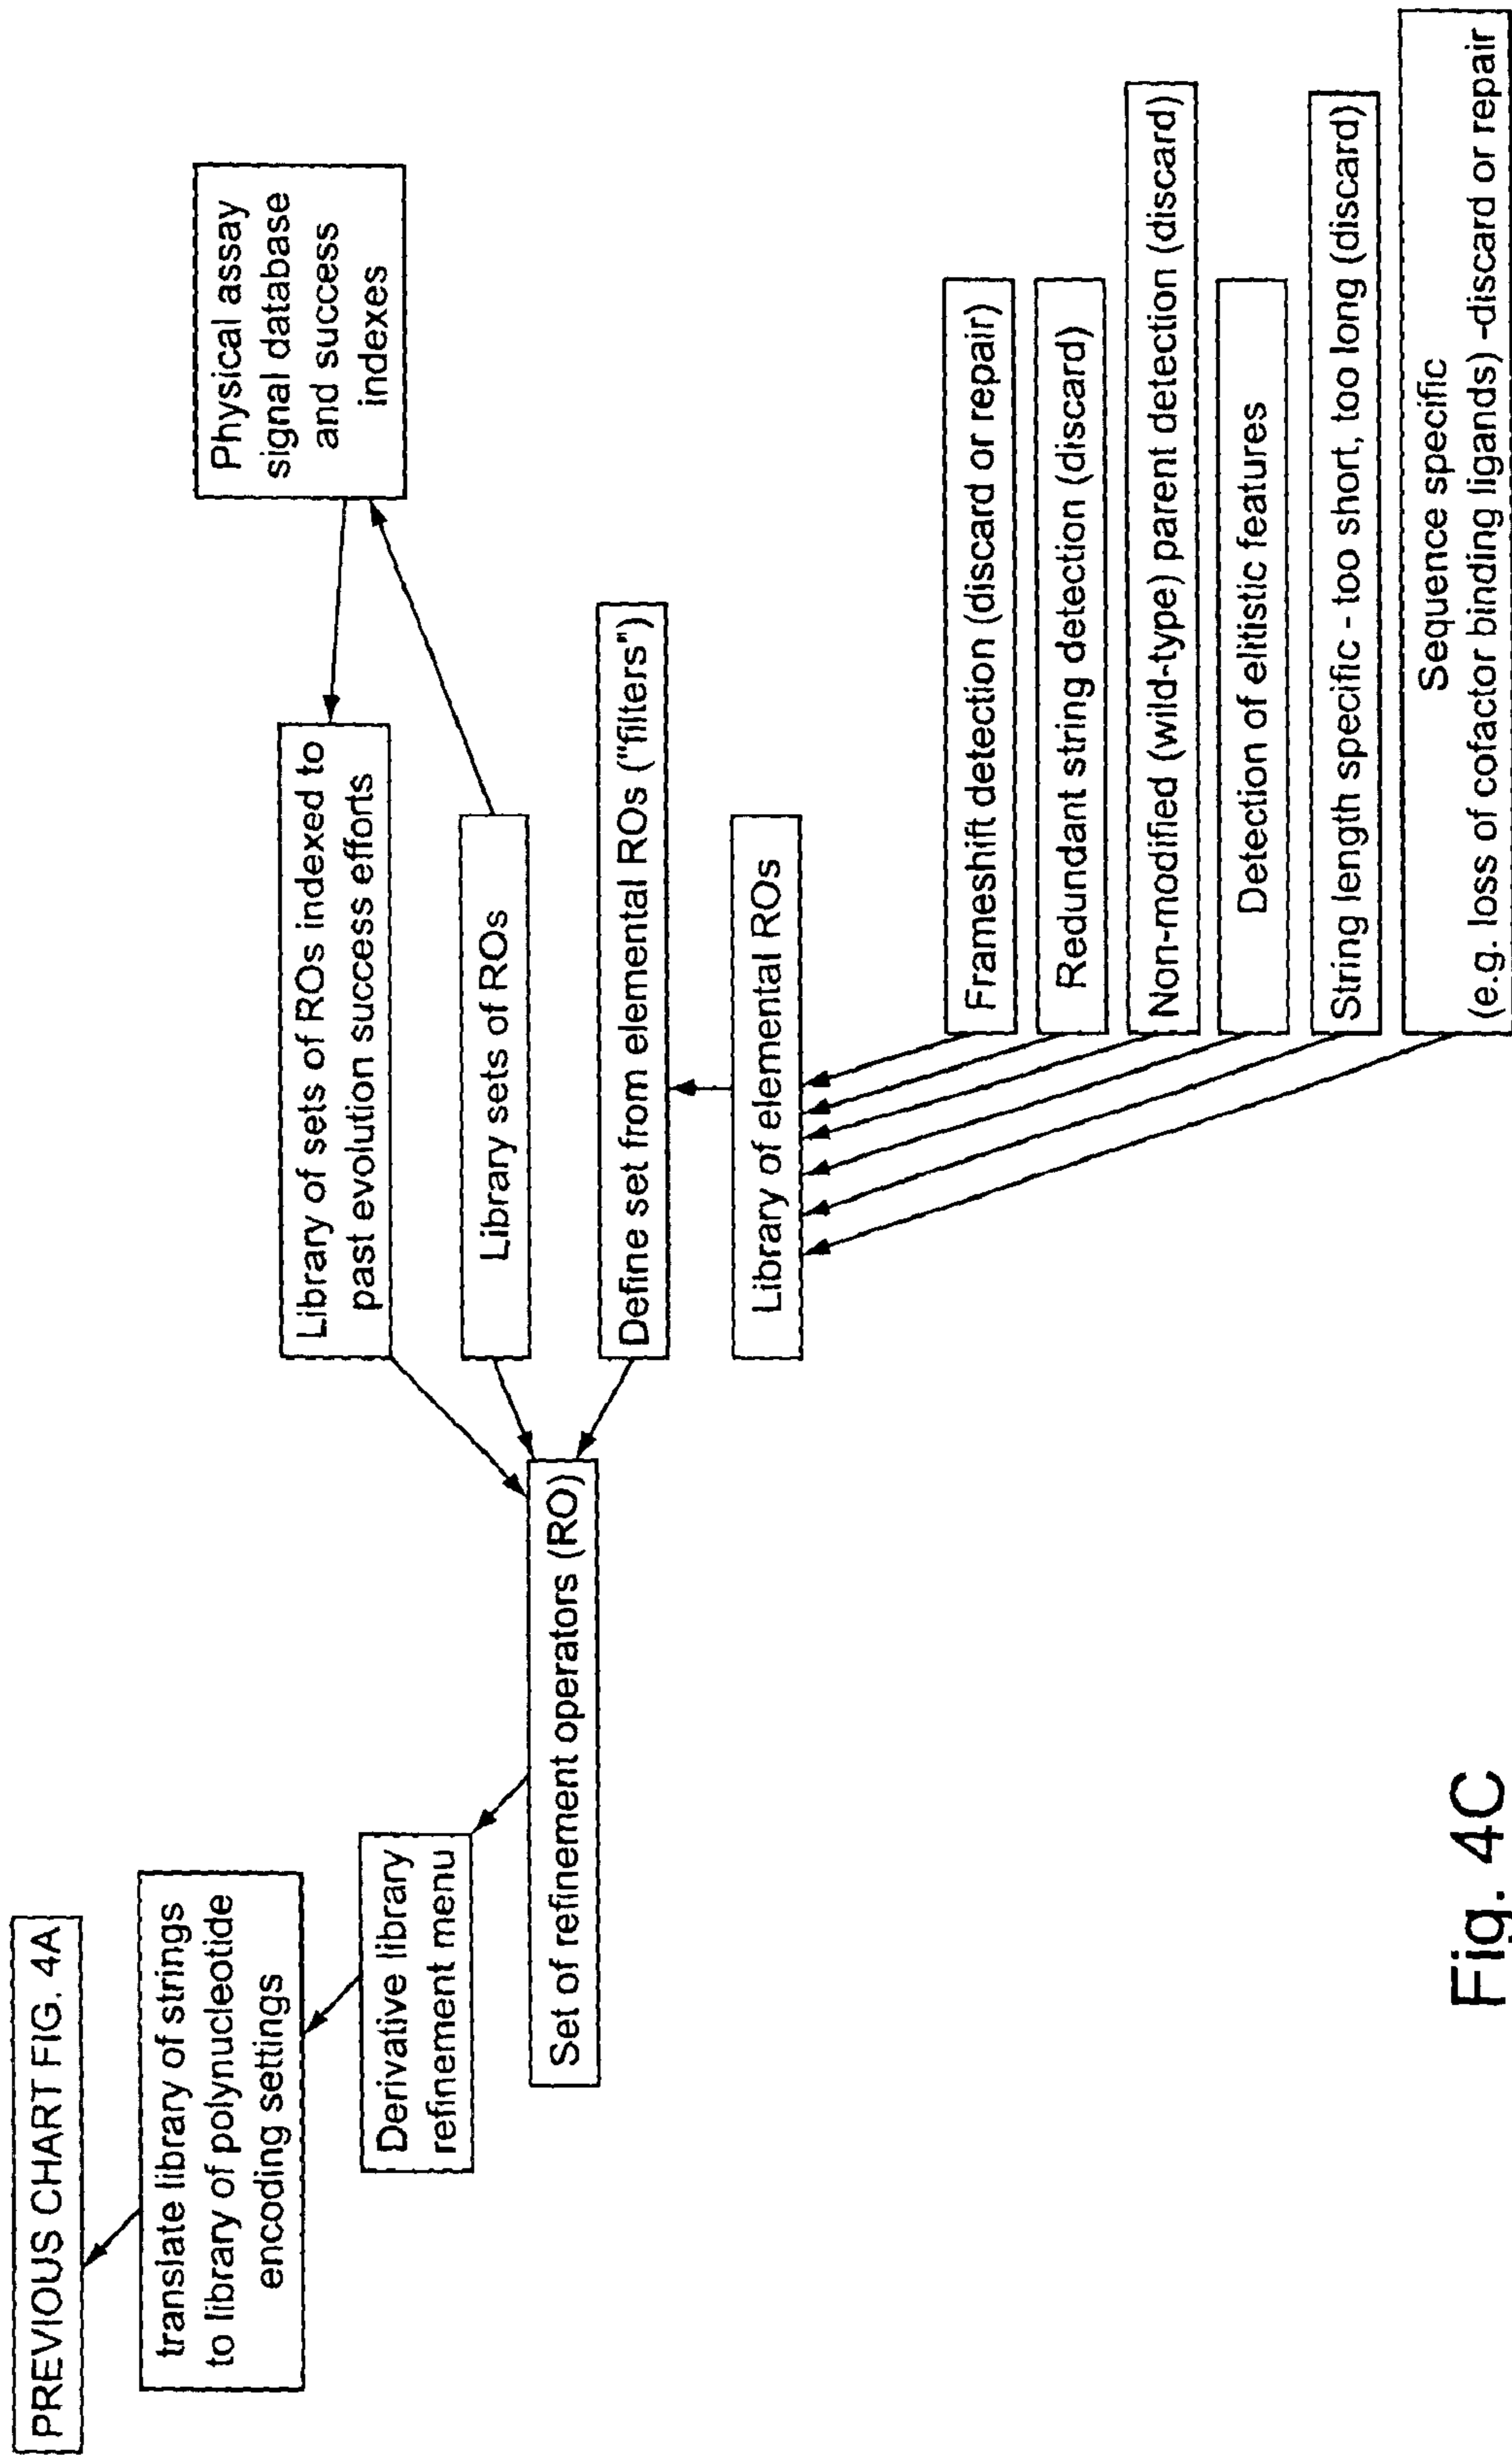 PREVIOUS CHART FIG. 4A
translate library of strings
to library of polynucleotide
encoding settings
Derivative library
refinement menu
Set of refinement operators (RO)
Library of sets of ROs indexed to
past evolution success efforts
Library sets of ROs
Define set from elemental ROs ("filters")
Library of elemental ROs
Physical assay
signal database
and success
indexes
Frameshift detection (discard or repair)
Redundant string detection (discard)
Non-modified (wild-type) parent detection (discard)
Detection of elitistic features
String length specific - too short, too long (discard)
Sequence specific
(e.g. loss of cofactor binding ligands) -discard or repair
Fig. 4C